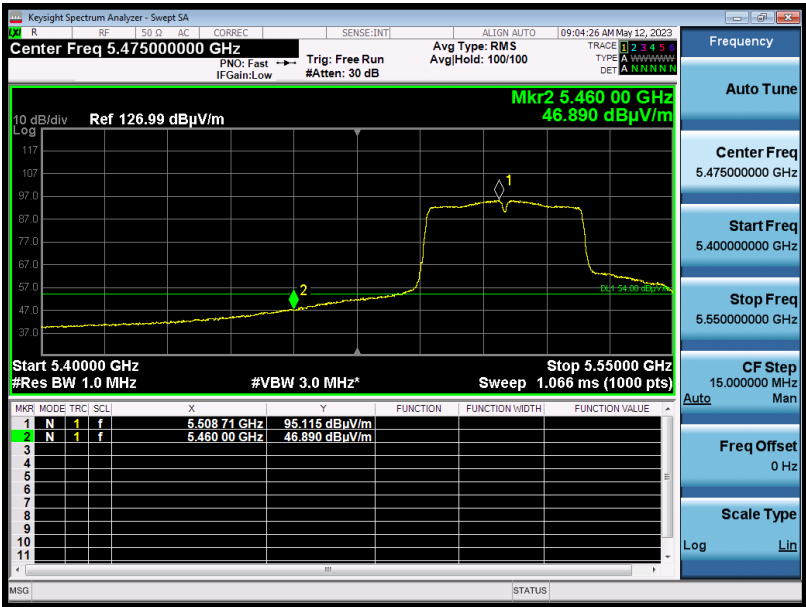 Keysight Spectrum Analyzer - Swept SA
LXI R RF 50 Ω AC CORREC SENSE:INT ALIGN AUTO 09:04:26 AM May 12, 2023
Center Freq 5.475000000 GHz
PNO: Fast
IFGain:Low
Trig: Free Run
#Atten: 30 dB
Avg Type: RMS
Avg|Hold: 100/100
TRACE 1 2 3 4 5 6
TYPE A W W W W W
DET A N N N N N
Mkr2 5.460 00 GHz
46.890 dBµV/m
10 dB/div Ref 126.99 dBµV/m
Log
117
107
97.0
87.0
77.0
67.0
57.0
47.0
37.0
1
2
DL1 54.00 dBµV/m
Start 5.40000 GHz Stop 5.55000 GHz
#Res BW 1.0 MHz #VBW 3.0 MHz* Sweep 1.066 ms (1000 pts)
MKR MODE TRC SCL X Y FUNCTION FUNCTION WIDTH FUNCTION VALUE
1 N 1 f 5.508 71 GHz 95.115 dBµV/m
2 N 1 f 5.460 00 GHz 46.890 dBµV/m
3
4
5
6
7
8
9
10
11
MSG STATUS
Frequency
Auto Tune
Center Freq
5.475000000 GHz
Start Freq
5.400000000 GHz
Stop Freq
5.550000000 GHz
CF Step
15.000000 MHz
Auto Man
Freq Offset
0 Hz
Scale Type
Log Lin